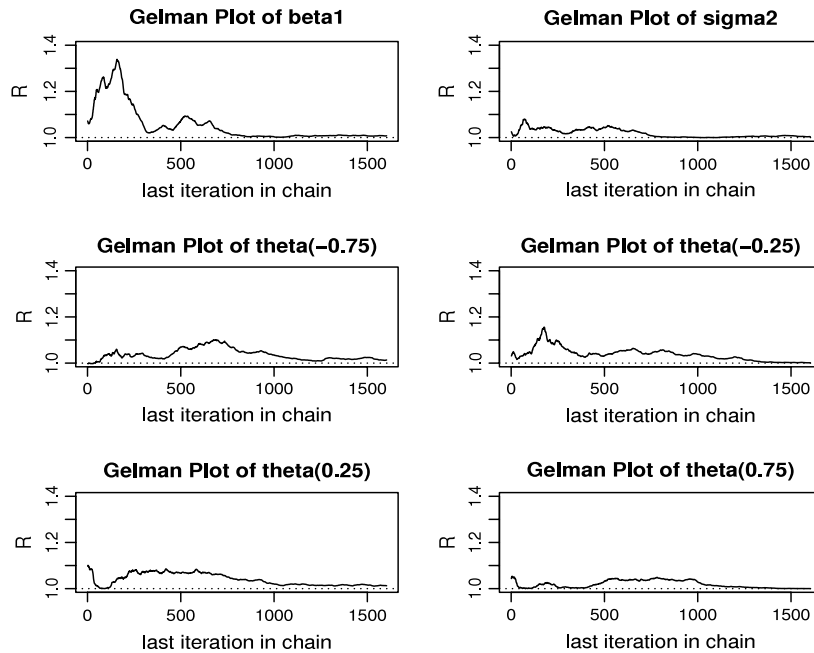 Gelman Plot of beta1
R
1.0 1.2 1.4
0 500 1000 1500
last iteration in chain
Gelman Plot of sigma2
R
1.0 1.2 1.4
0 500 1000 1500
last iteration in chain
Gelman Plot of theta(−0.75)
R
1.0 1.2 1.4
0 500 1000 1500
last iteration in chain
Gelman Plot of theta(−0.25)
R
1.0 1.2 1.4
0 500 1000 1500
last iteration in chain
Gelman Plot of theta(0.25)
R
1.0 1.2 1.4
0 500 1000 1500
last iteration in chain
Gelman Plot of theta(0.75)
R
1.0 1.2 1.4
0 500 1000 1500
last iteration in chain